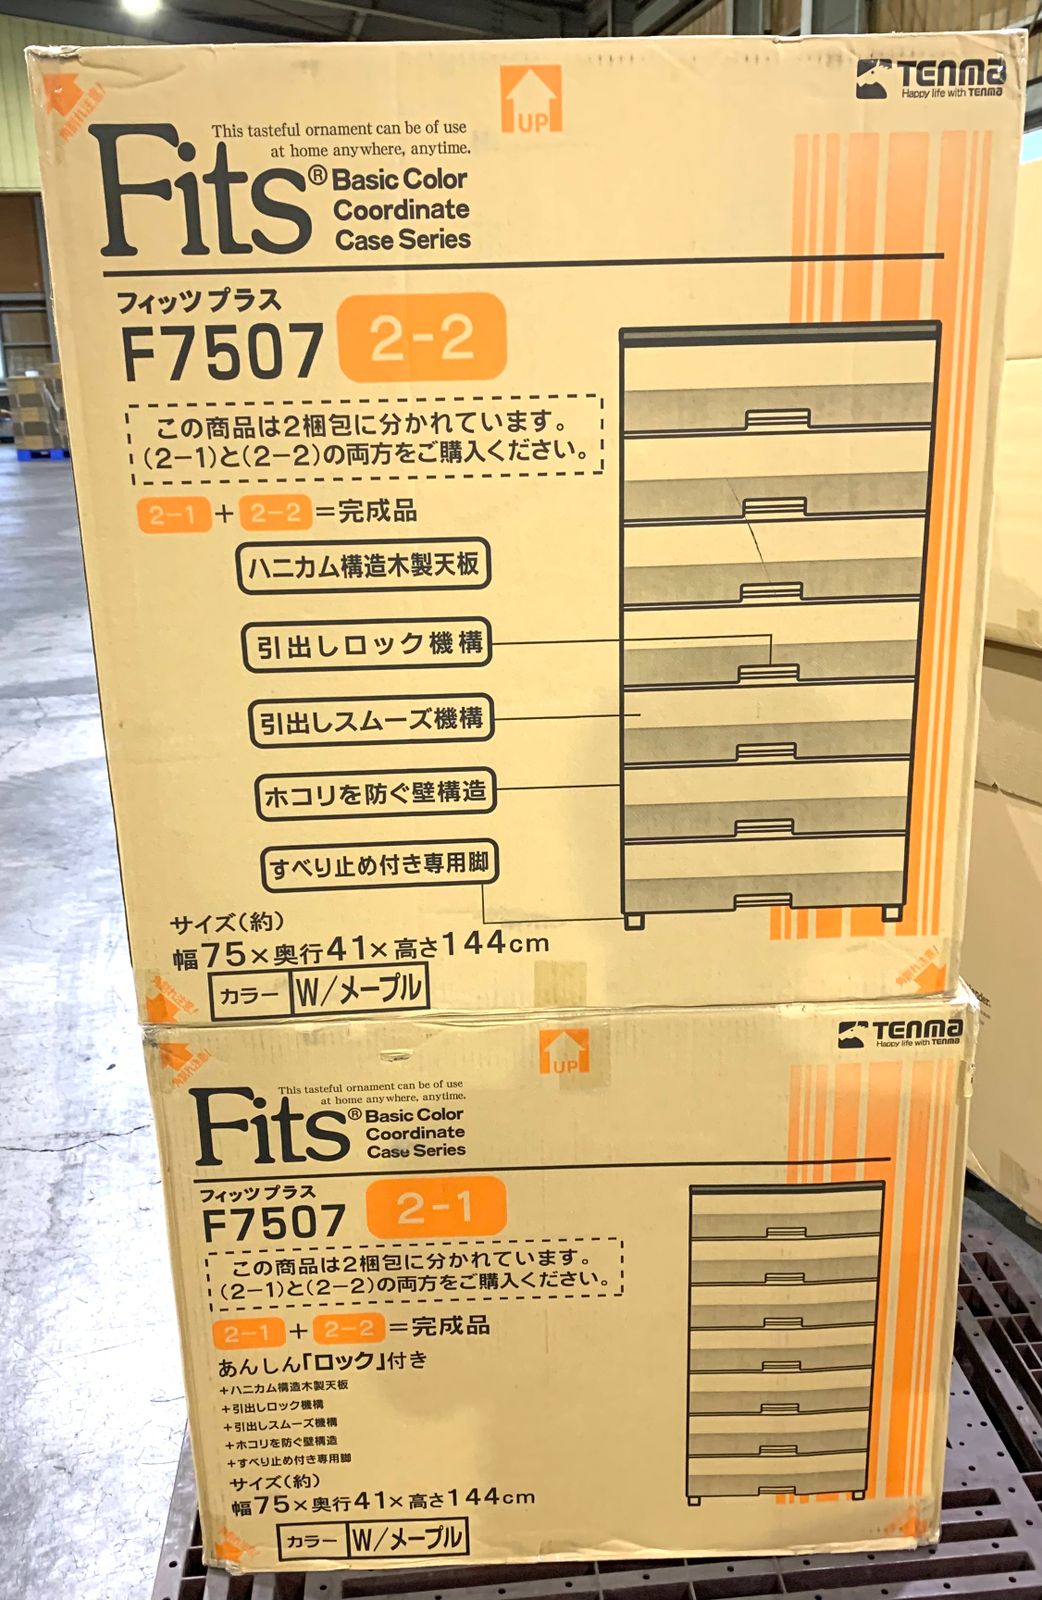 TENMA
Happy life with TENMA
UP
This tasteful ornament can be of use
at home anywhere, anytime.
Fits® Basic Color
Coordinate
Case Series
フィッツプラス
F7507 2-2
この商品は2梱包に分かれています。
(2-1)と(2-2)の両方をご購入ください。
2-1 + 2-2 =完成品
ハニカム構造木製天板
引出しロック機構
引出しスムーズ機構
ホコリを防ぐ壁構造
すべり止め付き専用脚
サイズ(約)
幅75×奥行41×高さ144cm
カラー W/メープル
TENMA
Happy life with TENMA
UP
This tasteful ornament can be of use
at home anywhere, anytime.
Fits® Basic Color
Coordinate
Case Series
フィッツプラス
F7507 2-1
この商品は2梱包に分かれています。
(2-1)と(2-2)の両方をご購入ください。
2-1 + 2-2 =完成品
あんしん「ロック」付き
+ハニカム構造木製天板
+引出しロック機構
+引出しスムーズ機構
+ホコリを防ぐ壁構造
+すべり止め付き専用脚
サイズ(約)
幅75×奥行41×高さ144cm
カラー W/メープル